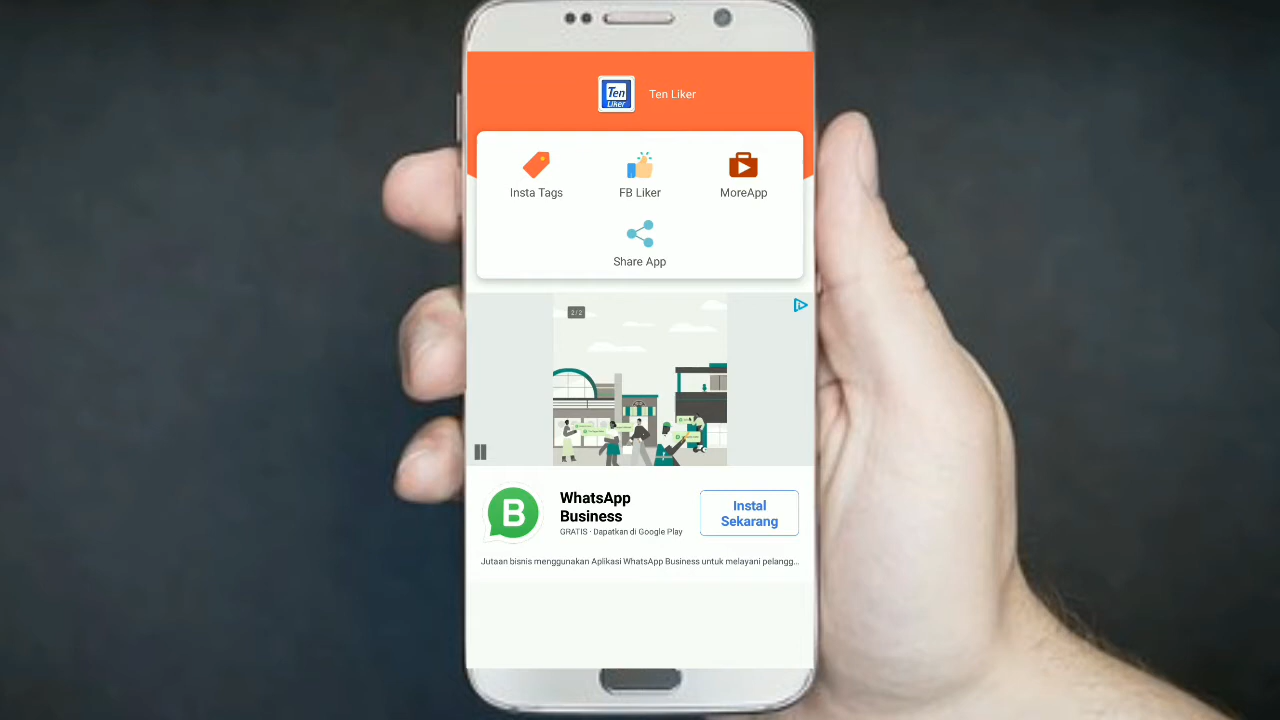 Ten
Liker
Ten Liker
Insta Tags
FB Liker
MoreApp
Share App
2/2
WhatsApp
Business
GRATIS · Dapatkan di Google Play
Instal
Sekarang
Jutaan bisnis menggunakan Aplikasi WhatsApp Business untuk melayani pelangg...